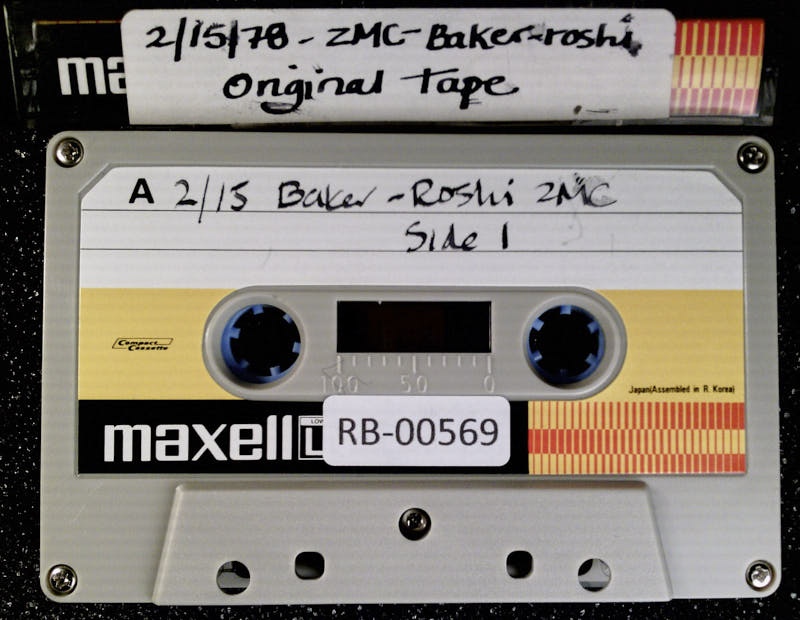 2/15/78 - ZMC - Baker-roshi
Original Tape
ma
A 2/15 Baker - Roshi ZMC
Side 1
Compact
Cassette
100 50 0
Japan(Assembled in R. Korea)
maxell
LOW
RB-00569